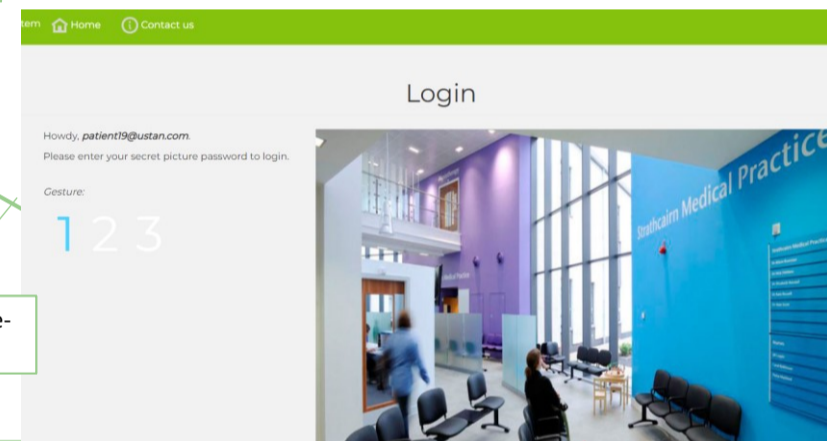 tem Home Contact us
Login
Howdy, patient19@ustan.com.
Please enter your secret picture password to login.
Gesture:
1 2 3
e-
Strathcairn Medical Practice